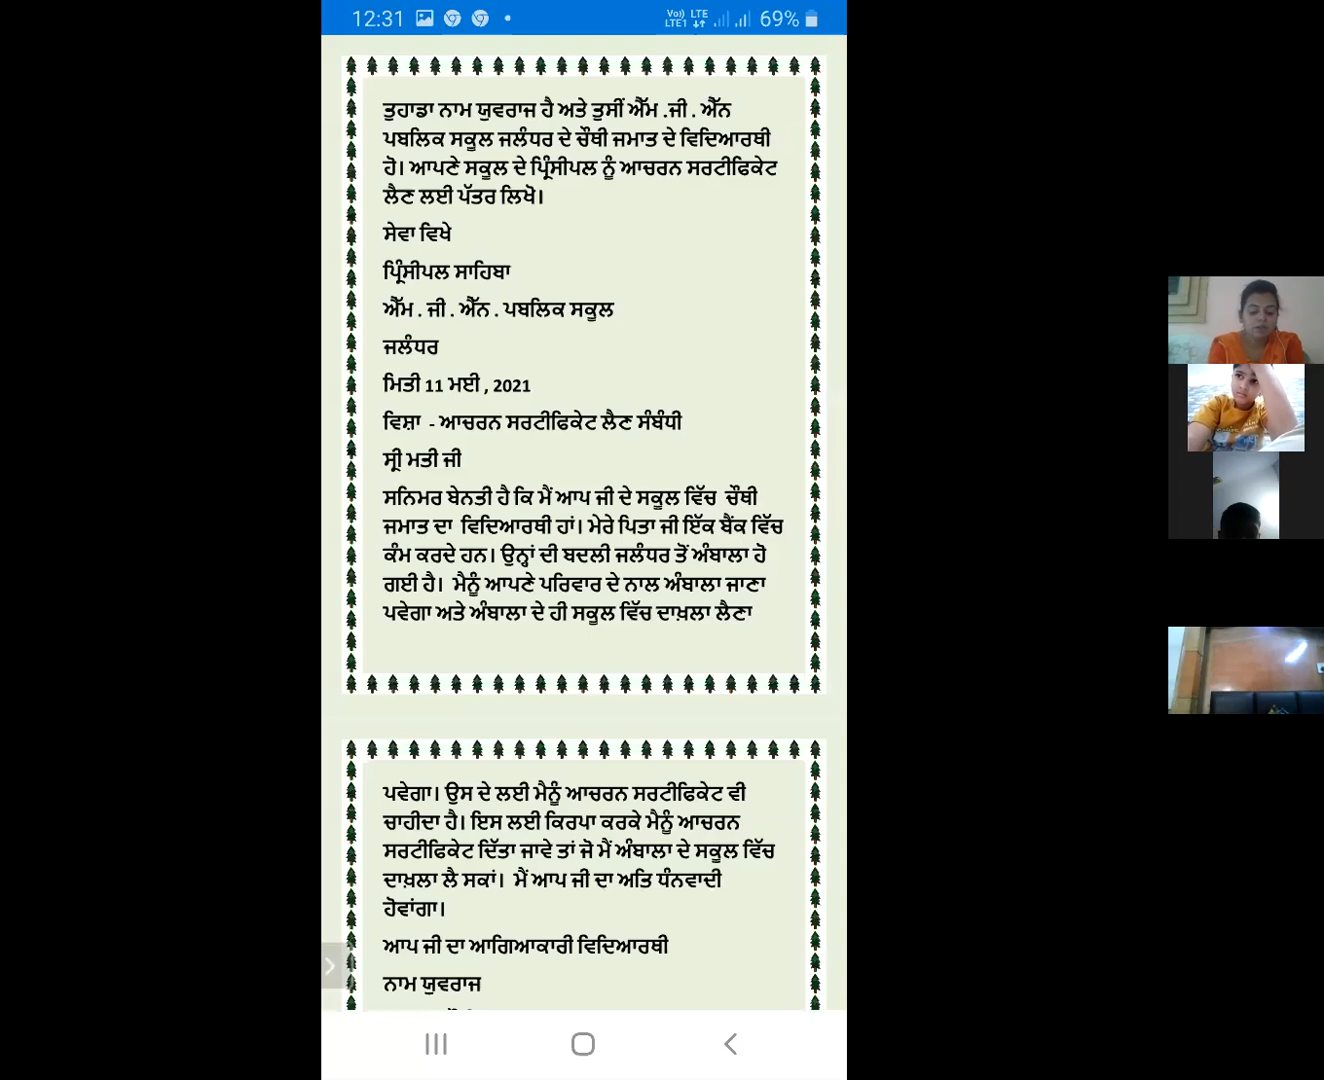 12:31
Vo)) LTE
LTE1
69%
ਤੁਹਾਡਾ ਨਾਮ ਯੁਵਰਾਜ ਹੈ ਅਤੇ ਤੁਸੀਂ ਐੱਮ .ਜੀ . ਐੱਨ
ਪਬਲਿਕ ਸਕੂਲ ਜਲੰਧਰ ਦੇ ਚੌਥੀ ਜਮਾਤ ਦੇ ਵਿਦਿਆਰਥੀ
ਹੋ। ਆਪਣੇ ਸਕੂਲ ਦੇ ਪ੍ਰਿੰਸੀਪਲ ਨੂੰ ਆਚਰਨ ਸਰਟੀਫਿਕੇਟ
ਲੈਣ ਲਈ ਪੱਤਰ ਲਿਖੋ।
ਸੇਵਾ ਵਿਖੇ
ਪ੍ਰਿੰਸੀਪਲ ਸਾਹਿਬਾ
ਐੱਮ . ਜੀ . ਐੱਨ . ਪਬਲਿਕ ਸਕੂਲ
ਜਲੰਧਰ
ਮਿਤੀ 11 ਮਈ , 2021
ਵਿਸ਼ਾ - ਆਚਰਨ ਸਰਟੀਫਿਕੇਟ ਲੈਣ ਸੰਬੰਧੀ
ਸ੍ਰੀ ਮਤੀ ਜੀ
ਸਨਿਮਰ ਬੇਨਤੀ ਹੈ ਕਿ ਮੈਂ ਆਪ ਜੀ ਦੇ ਸਕੂਲ ਵਿੱਚ ਚੌਥੀ
ਜਮਾਤ ਦਾ ਵਿਦਿਆਰਥੀ ਹਾਂ। ਮੇਰੇ ਪਿਤਾ ਜੀ ਇੱਕ ਬੈਂਕ ਵਿੱਚ
ਕੰਮ ਕਰਦੇ ਹਨ। ਉਨ੍ਹਾਂ ਦੀ ਬਦਲੀ ਜਲੰਧਰ ਤੋਂ ਅੰਬਾਲਾ ਹੋ
ਗਈ ਹੈ। ਮੈਨੂੰ ਆਪਣੇ ਪਰਿਵਾਰ ਦੇ ਨਾਲ ਅੰਬਾਲਾ ਜਾਣਾ
ਪਵੇਗਾ ਅਤੇ ਅੰਬਾਲਾ ਦੇ ਹੀ ਸਕੂਲ ਵਿੱਚ ਦਾਖ਼ਲਾ ਲੈਣਾ
ਪਵੇਗਾ। ਉਸ ਦੇ ਲਈ ਮੈਨੂੰ ਆਚਰਨ ਸਰਟੀਫਿਕੇਟ ਵੀ
ਚਾਹੀਦਾ ਹੈ। ਇਸ ਲਈ ਕਿਰਪਾ ਕਰਕੇ ਮੈਨੂੰ ਆਚਰਨ
ਸਰਟੀਫਿਕੇਟ ਦਿੱਤਾ ਜਾਵੇ ਤਾਂ ਜੋ ਮੈਂ ਅੰਬਾਲਾ ਦੇ ਸਕੂਲ ਵਿੱਚ
ਦਾਖ਼ਲਾ ਲੈ ਸਕਾਂ। ਮੈਂ ਆਪ ਜੀ ਦਾ ਅਤਿ ਧੰਨਵਾਦੀ
ਹੋਵਾਂਗਾ।
ਆਪ ਜੀ ਦਾ ਆਗਿਆਕਾਰੀ ਵਿਦਿਆਰਥੀ
ਨਾਮ ਯੁਵਰਾਜ